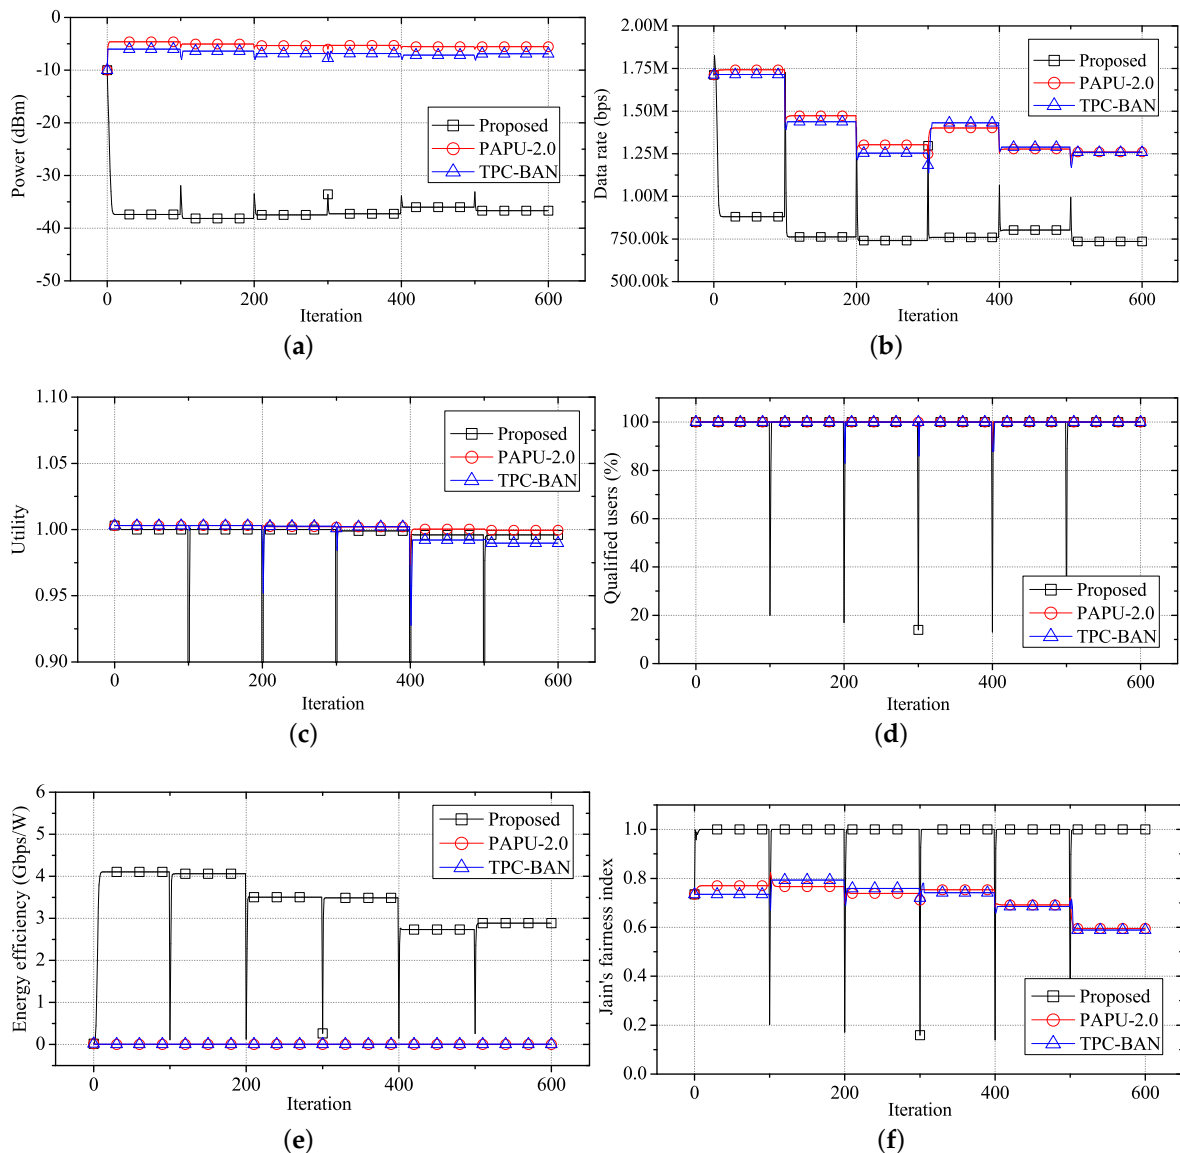 0
-10
-20
-30
-40
-50
Power (dBm)
Proposed
PAPU-2.0
TPC-BAN
0
200
400
600
Iteration
(a)
2.00M
1.75M
1.50M
1.25M
1.00M
750.00k
500.00k
Data rate (bps)
Proposed
PAPU-2.0
TPC-BAN
0
200
400
600
Iteration
(b)
1.10
1.05
1.00
0.95
0.90
Utility
Proposed
PAPU-2.0
TPC-BAN
0
200
400
600
Iteration
(c)
100
80
60
40
20
0
Qualified users (%)
Proposed
PAPU-2.0
TPC-BAN
0
200
400
600
Iteration
(d)
6
5
4
3
2
1
0
Energy efficiency (Gbps/W)
Proposed
PAPU-2.0
TPC-BAN
0
200
400
600
Iteration
(e)
1.0
0.8
0.6
0.4
0.2
0.0
Jain's fairness index
Proposed
PAPU-2.0
TPC-BAN
0
200
400
600
Iteration
(f)